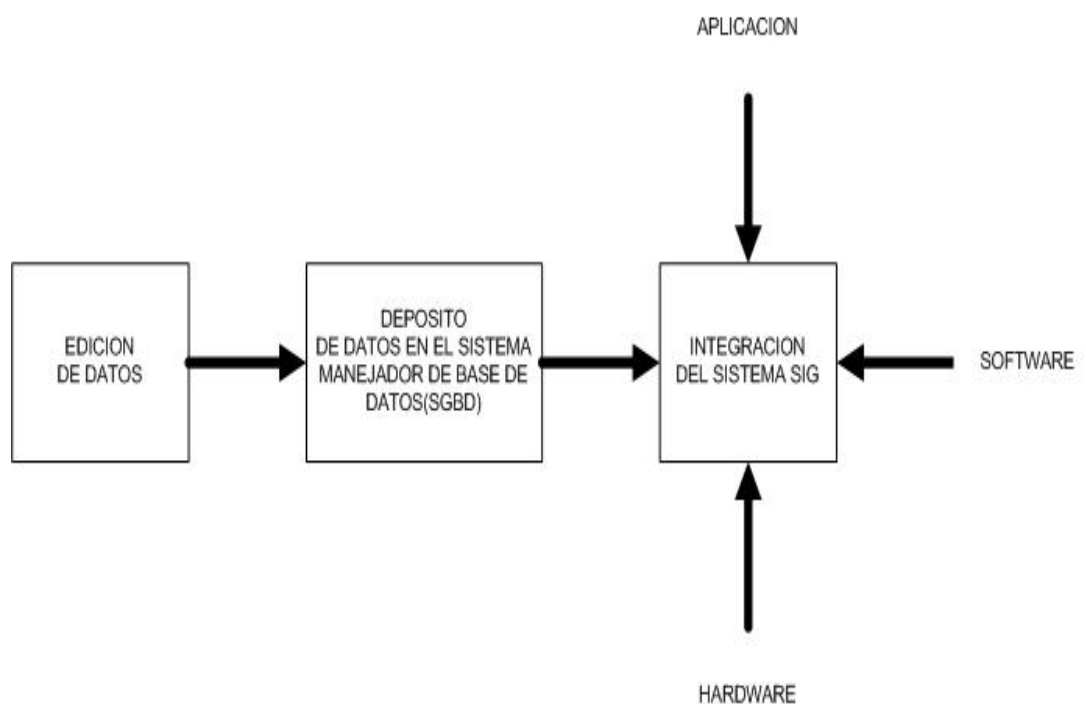 APLICACION
EDICION
DE DATOS
DEPOSITO
DE DATOS EN EL SISTEMA
MANEJADOR DE BASE DE
DATOS(SGBD)
INTEGRACION
DEL SISTEMA SIG
SOFTWARE
HARDWARE